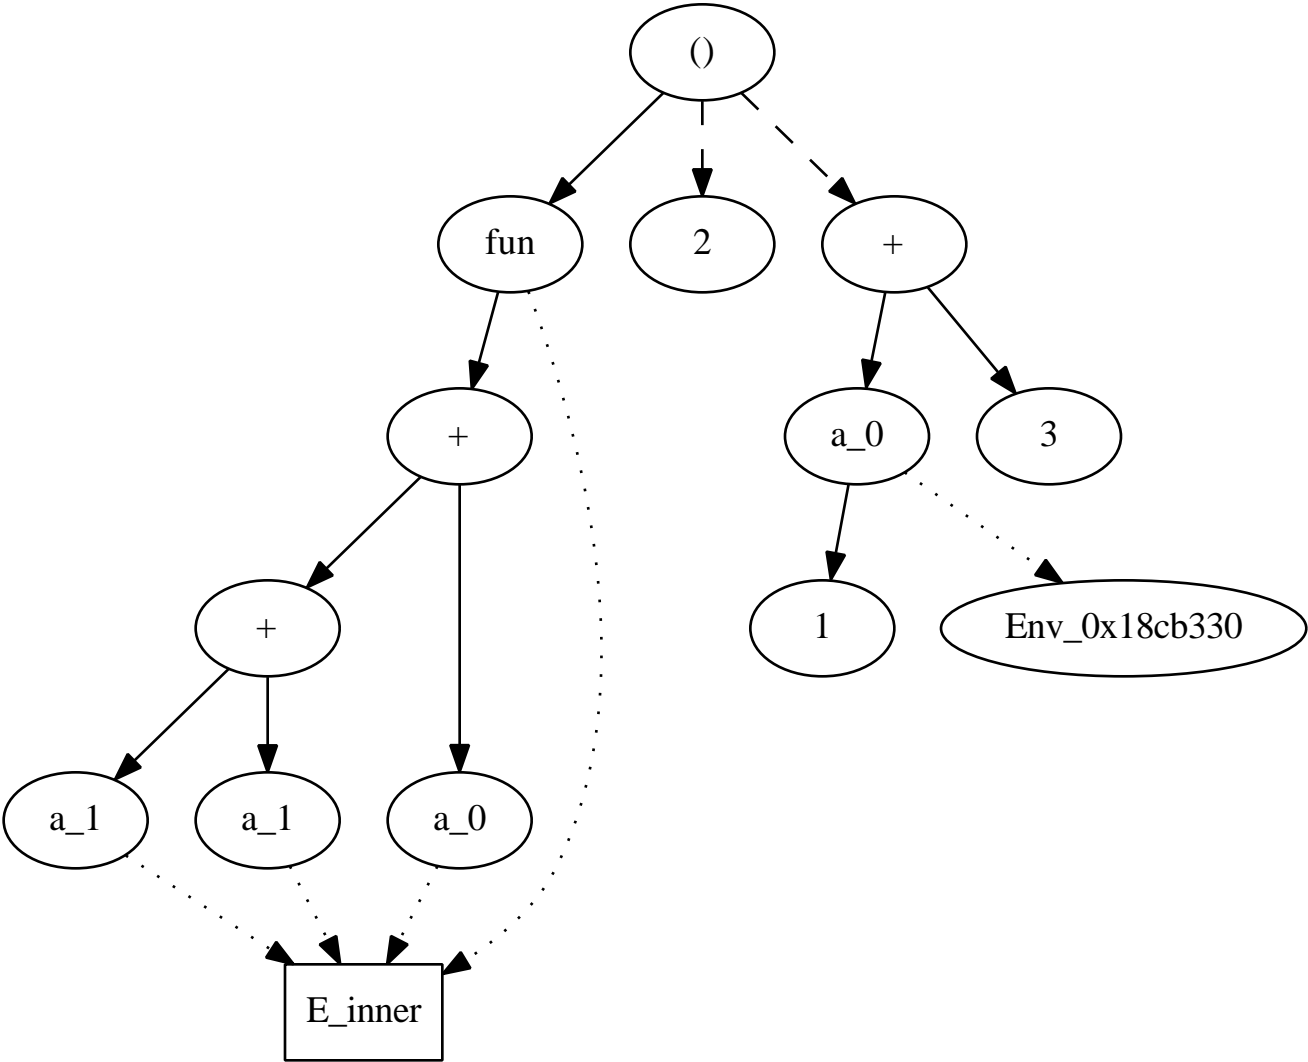 ()
fun
2
+
+
a_0
3
+
1
Env_0x18cb330
a_1
a_1
a_0
E_inner